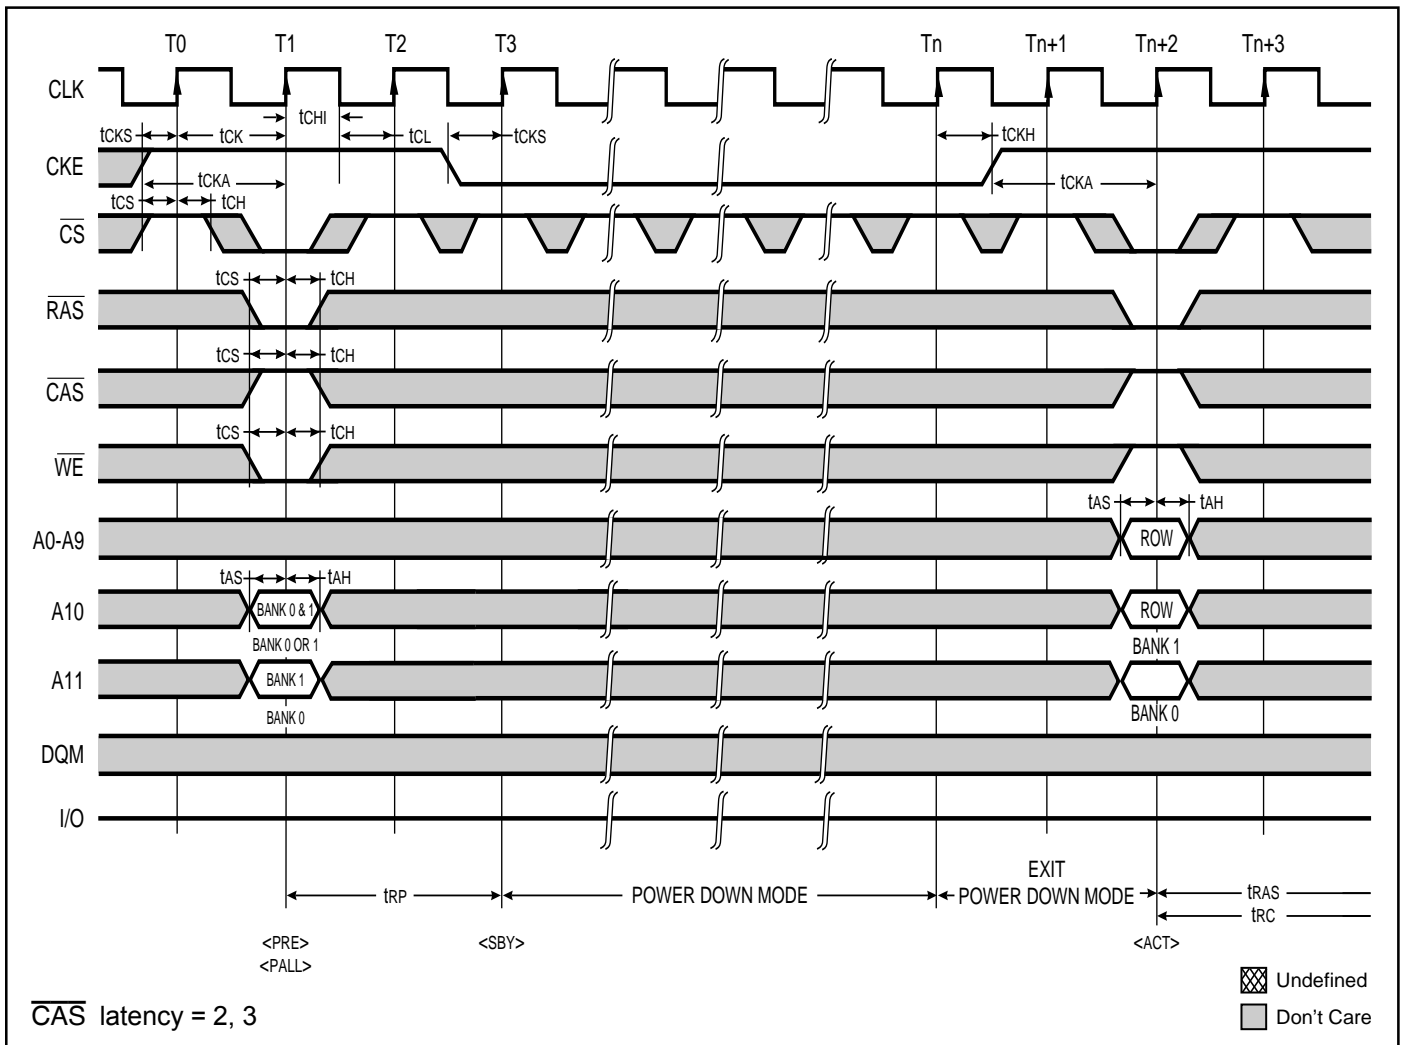 T0 T1 T2 T3 Tn Tn+1 Tn+2 Tn+3
CLK
tCHI
tCKS tCK tCL tCKS tCKH
CKE
tCKA tCKA
tCS tCH
CS
tCS tCH
RAS
tCS tCH
CAS
tCS tCH
WE
tAS tAH
A0-A9 ROW
tAS tAH
A10 BANK 0 & 1 ROW
BANK 0 OR 1 BANK 1
A11 BANK 1
BANK 0 BANK 0
DQM
I/O
EXIT
tRP POWER DOWN MODE POWER DOWN MODE tRAS
tRC
<PRE> <SBY> <ACT>
<PALL>
Undefined
CAS latency = 2, 3 Don't Care